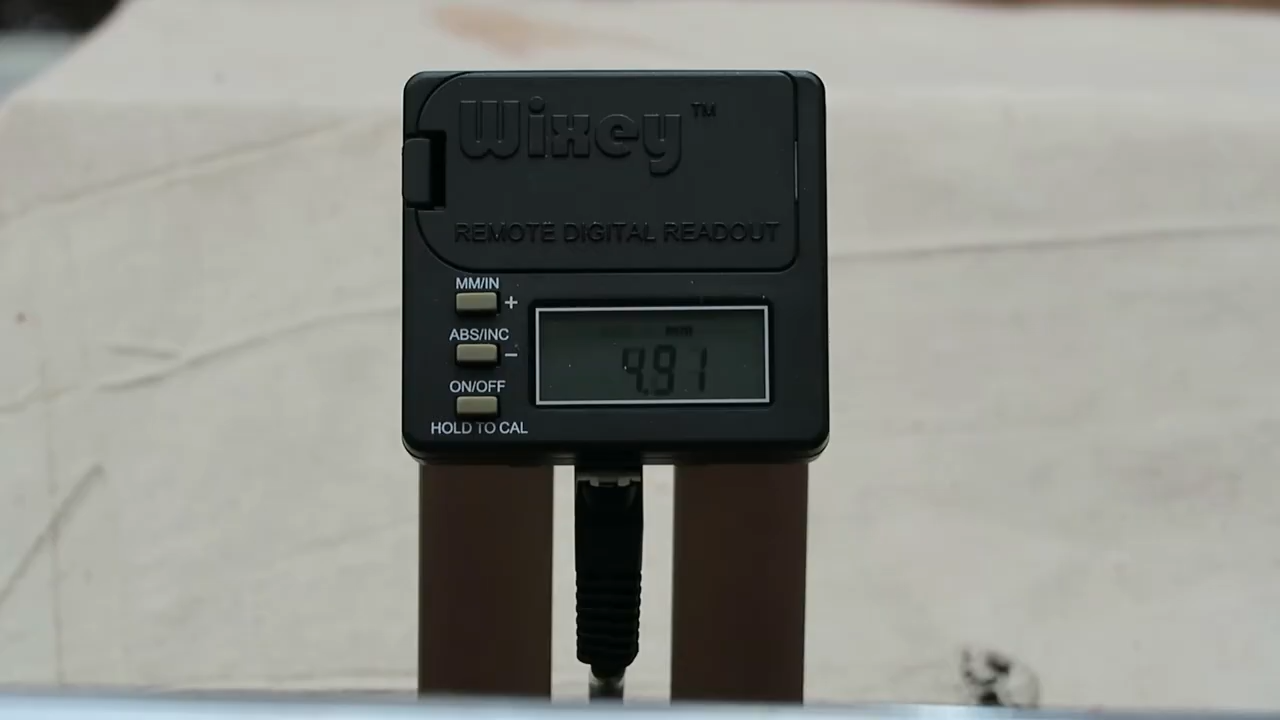 Wixey™
REMOTE DIGITAL READOUT
MM/IN +
ABS/INC −
ON/OFF
HOLD TO CAL
mm
4.91